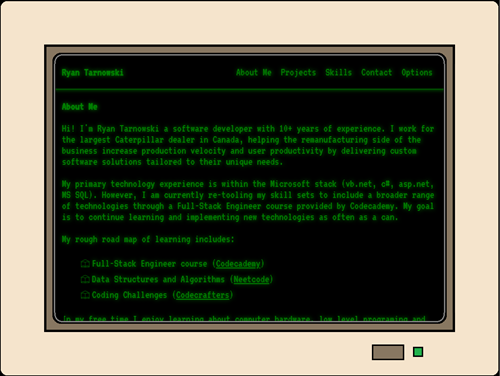 Ryan Tarnowski
About Me Projects Skills Contact Options
About Me
Hi! I'm Ryan Tarnowski a software developer with 10+ years of experience. I work for
the largest Caterpillar dealer in Canada, helping the remanufacturing side of the
business increase production velocity and user productivity by delivering custom
software solutions tailored to their unique needs.
My primary technology experience is within the Microsoft stack (vb.net, c#, asp.net,
MS SQL). However, I am currently re-tooling my skill sets to include a broader range
of technologies through a Full-Stack Engineer course provided by Codecademy. My goal
is to continue learning and implementing new technologies as often as a can.
My rough road map of learning includes:
Full-Stack Engineer course (Codecademy)
Data Structures and Algorithms (Neetcode)
Coding Challenges (Codecrafters)
In my free time I enjoy learning about computer hardware, low level programing and